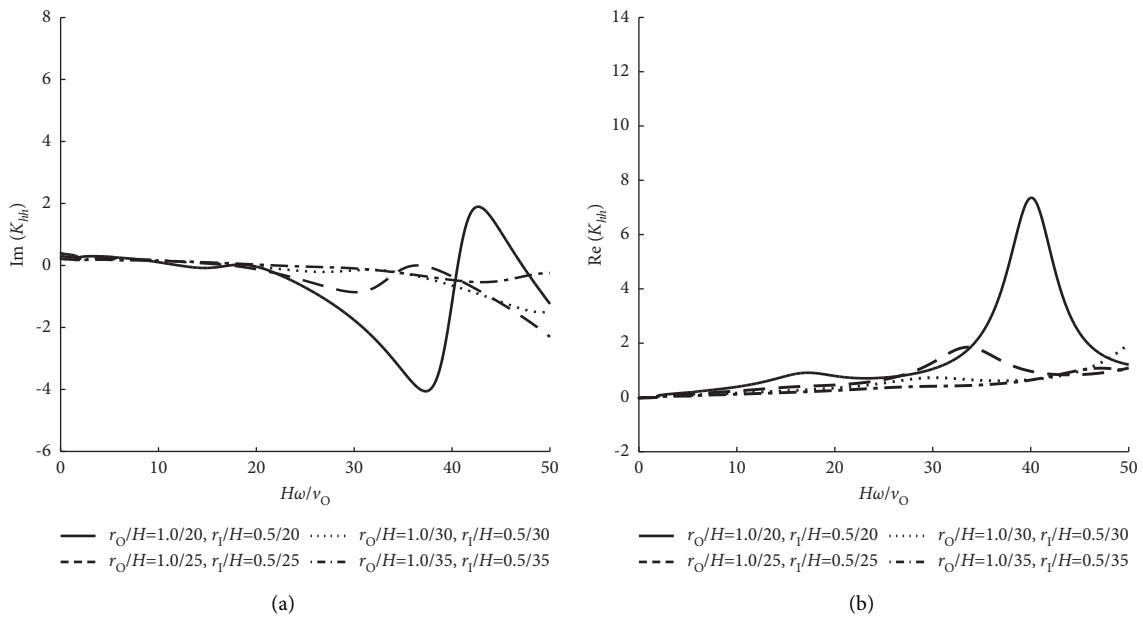 8
6
4
2
0
-2
-4
-6
Im (K_hh)
0 10 20 30 40 50
Hω/ν_O
r_O/H=1.0/20, r_I/H=0.5/20
r_O/H=1.0/25, r_I/H=0.5/25
r_O/H=1.0/30, r_I/H=0.5/30
r_O/H=1.0/35, r_I/H=0.5/35
(a)
14
12
10
8
6
4
2
0
-2
Re (K_hh)
0 10 20 30 40 50
Hω/ν_O
r_O/H=1.0/20, r_I/H=0.5/20
r_O/H=1.0/25, r_I/H=0.5/25
r_O/H=1.0/30, r_I/H=0.5/30
r_O/H=1.0/35, r_I/H=0.5/35
(b)